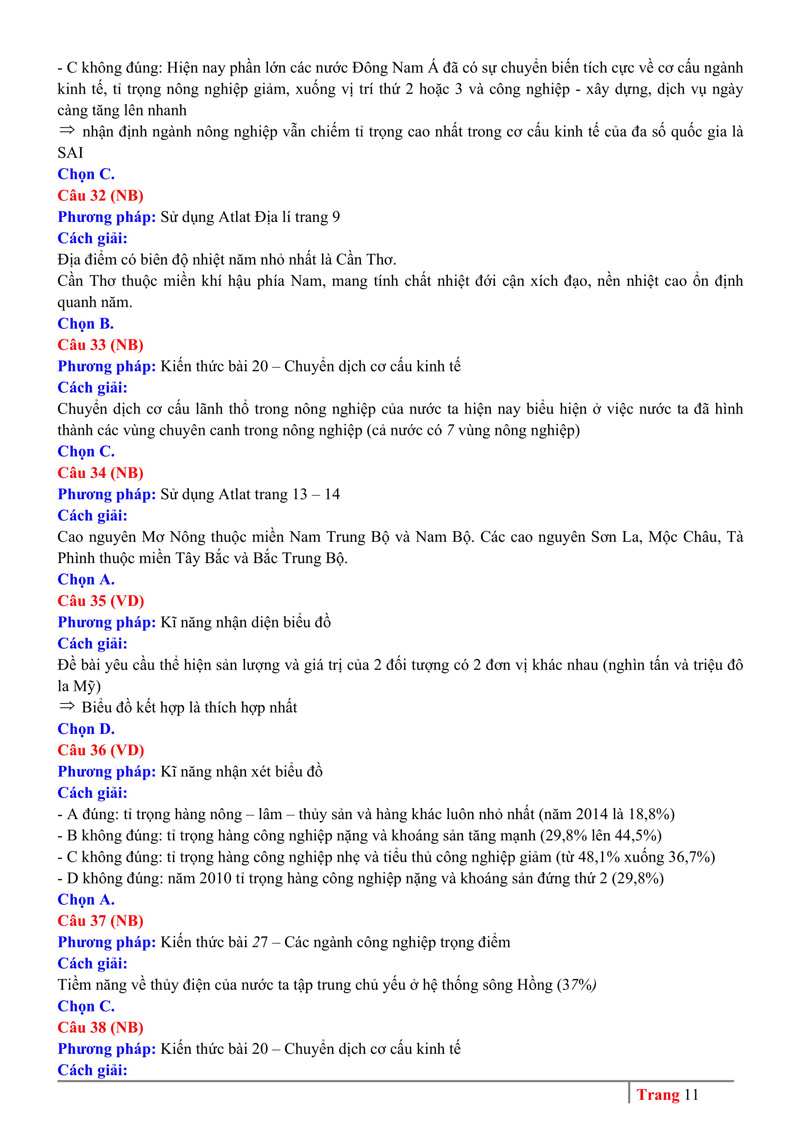 - C không đúng: Hiện nay phần lớn các nước Đông Nam Á đã có sự chuyển biến tích cực về cơ cấu ngành
kinh tế, tỉ trọng nông nghiệp giảm, xuống vị trí thứ 2 hoặc 3 và công nghiệp - xây dựng, dịch vụ ngày
càng tăng lên nhanh
⇒ nhận định ngành nông nghiệp vẫn chiếm tỉ trọng cao nhất trong cơ cấu kinh tế của đa số quốc gia là
SAI
Chọn C.
Câu 32 (NB)
Phương pháp: Sử dụng Atlat Địa lí trang 9
Cách giải:
Địa điểm có biên độ nhiệt năm nhỏ nhất là Cần Thơ.
Cần Thơ thuộc miền khí hậu phía Nam, mang tính chất nhiệt đới cận xích đạo, nền nhiệt cao ổn định
quanh năm.
Chọn B.
Câu 33 (NB)
Phương pháp: Kiến thức bài 20 – Chuyển dịch cơ cấu kinh tế
Cách giải:
Chuyển dịch cơ cấu lãnh thổ trong nông nghiệp của nước ta hiện nay biểu hiện ở việc nước ta đã hình
thành các vùng chuyên canh trong nông nghiệp (cả nước có 7 vùng nông nghiệp)
Chọn C.
Câu 34 (NB)
Phương pháp: Sử dụng Atlat trang 13 – 14
Cách giải:
Cao nguyên Mơ Nông thuộc miền Nam Trung Bộ và Nam Bộ. Các cao nguyên Sơn La, Mộc Châu, Tà
Phình thuộc miền Tây Bắc và Bắc Trung Bộ.
Chọn A.
Câu 35 (VD)
Phương pháp: Kĩ năng nhận diện biểu đồ
Cách giải:
Đề bài yêu cầu thể hiện sản lượng và giá trị của 2 đối tượng có 2 đơn vị khác nhau (nghìn tấn và triệu đô
la Mỹ)
⇒ Biểu đồ kết hợp là thích hợp nhất
Chọn D.
Câu 36 (VD)
Phương pháp: Kĩ năng nhận xét biểu đồ
Cách giải:
- A đúng: tỉ trọng hàng nông – lâm – thủy sản và hàng khác luôn nhỏ nhất (năm 2014 là 18,8%)
- B không đúng: tỉ trọng hàng công nghiệp nặng và khoáng sản tăng mạnh (29,8% lên 44,5%)
- C không đúng: tỉ trọng hàng công nghiệp nhẹ và tiểu thủ công nghiệp giảm (từ 48,1% xuống 36,7%)
- D không đúng: năm 2010 tỉ trọng hàng công nghiệp nặng và khoáng sản đứng thứ 2 (29,8%)
Chọn A.
Câu 37 (NB)
Phương pháp: Kiến thức bài 27 – Các ngành công nghiệp trọng điểm
Cách giải:
Tiềm năng về thủy điện của nước ta tập trung chủ yếu ở hệ thống sông Hồng (37%)
Chọn C.
Câu 38 (NB)
Phương pháp: Kiến thức bài 20 – Chuyển dịch cơ cấu kinh tế
Cách giải:
Trang 11